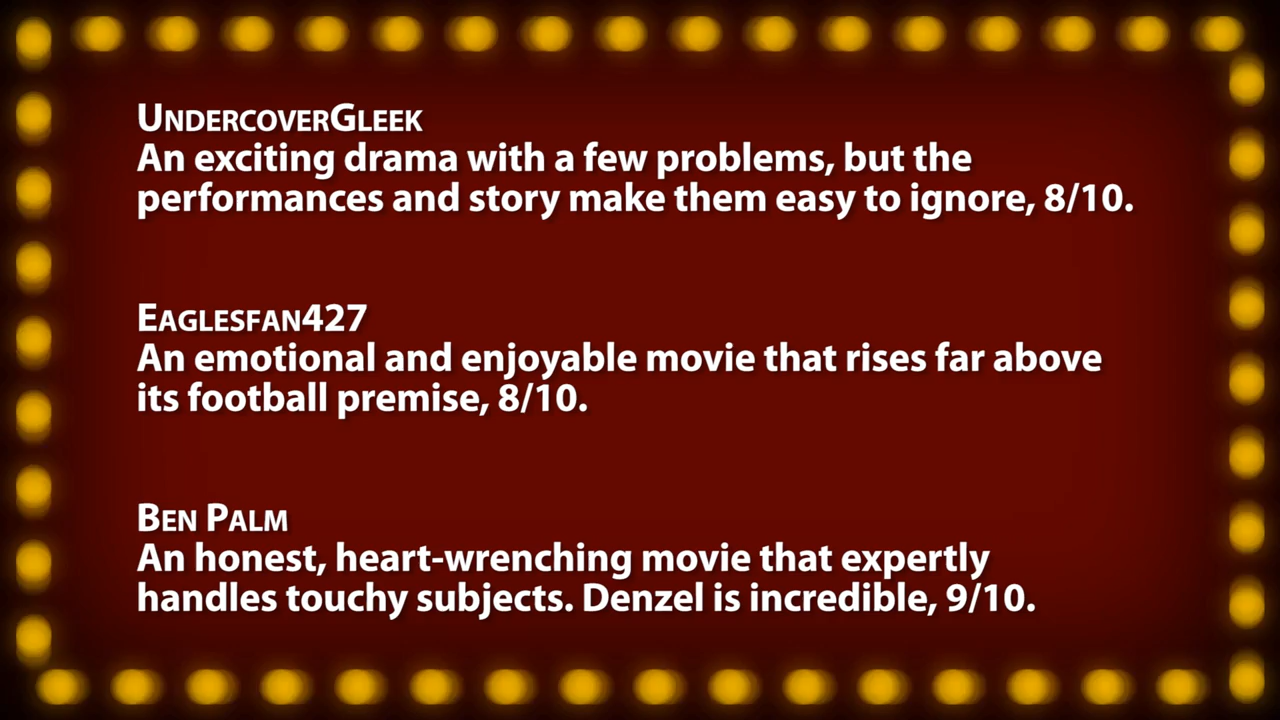 UndercoverGleek
An exciting drama with a few problems, but the
performances and story make them easy to ignore, 8/10.
Eaglesfan427
An emotional and enjoyable movie that rises far above
its football premise, 8/10.
Ben Palm
An honest, heart-wrenching movie that expertly
handles touchy subjects. Denzel is incredible, 9/10.